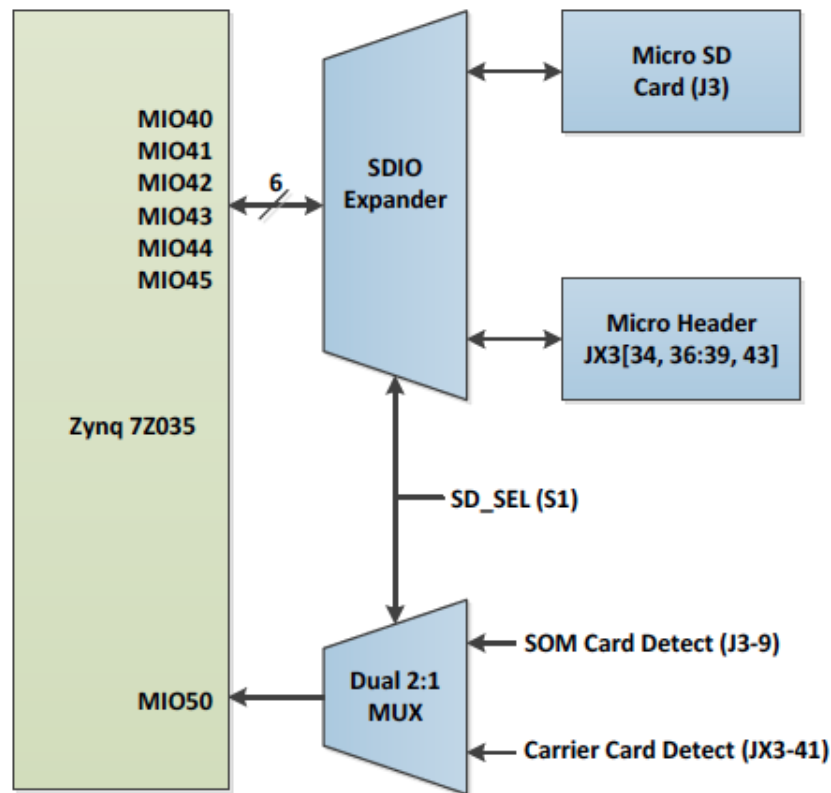 MIO40
MIO41
MIO42
MIO43
MIO44
MIO45
Zynq 7Z035
MIO50
6
SDIO
Expander
Micro SD
Card (J3)
Micro Header
JX3[34, 36:39, 43]
SD_SEL (S1)
Dual 2:1
MUX
SOM Card Detect (J3-9)
Carrier Card Detect (JX3-41)